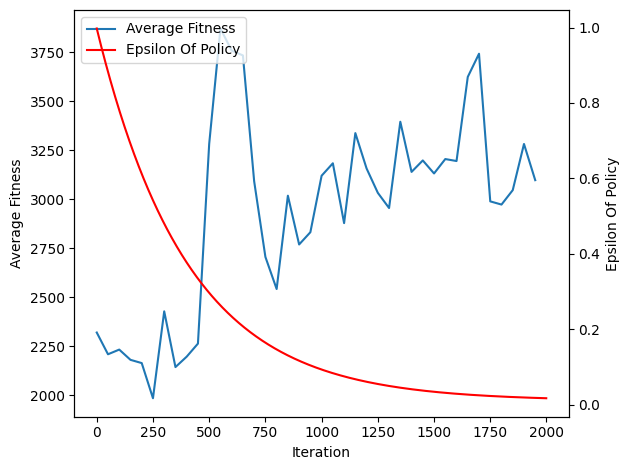 Average Fitness
Epsilon Of Policy
3750
3500
3250
3000
2750
2500
2250
2000
Average Fitness
1.0
0.8
0.6
0.4
0.2
0.0
Epsilon Of Policy
0 250 500 750 1000 1250 1500 1750 2000
Iteration